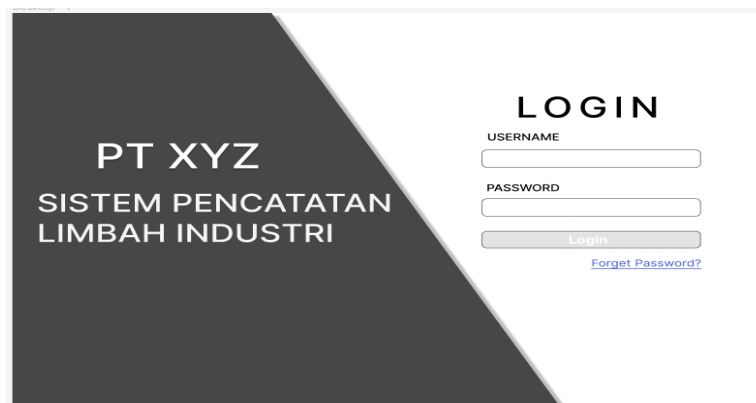 PT XYZ
SISTEM PENCATATAN
LIMBAH INDUSTRI
LOGIN
USERNAME
PASSWORD
Login
Forget Password?